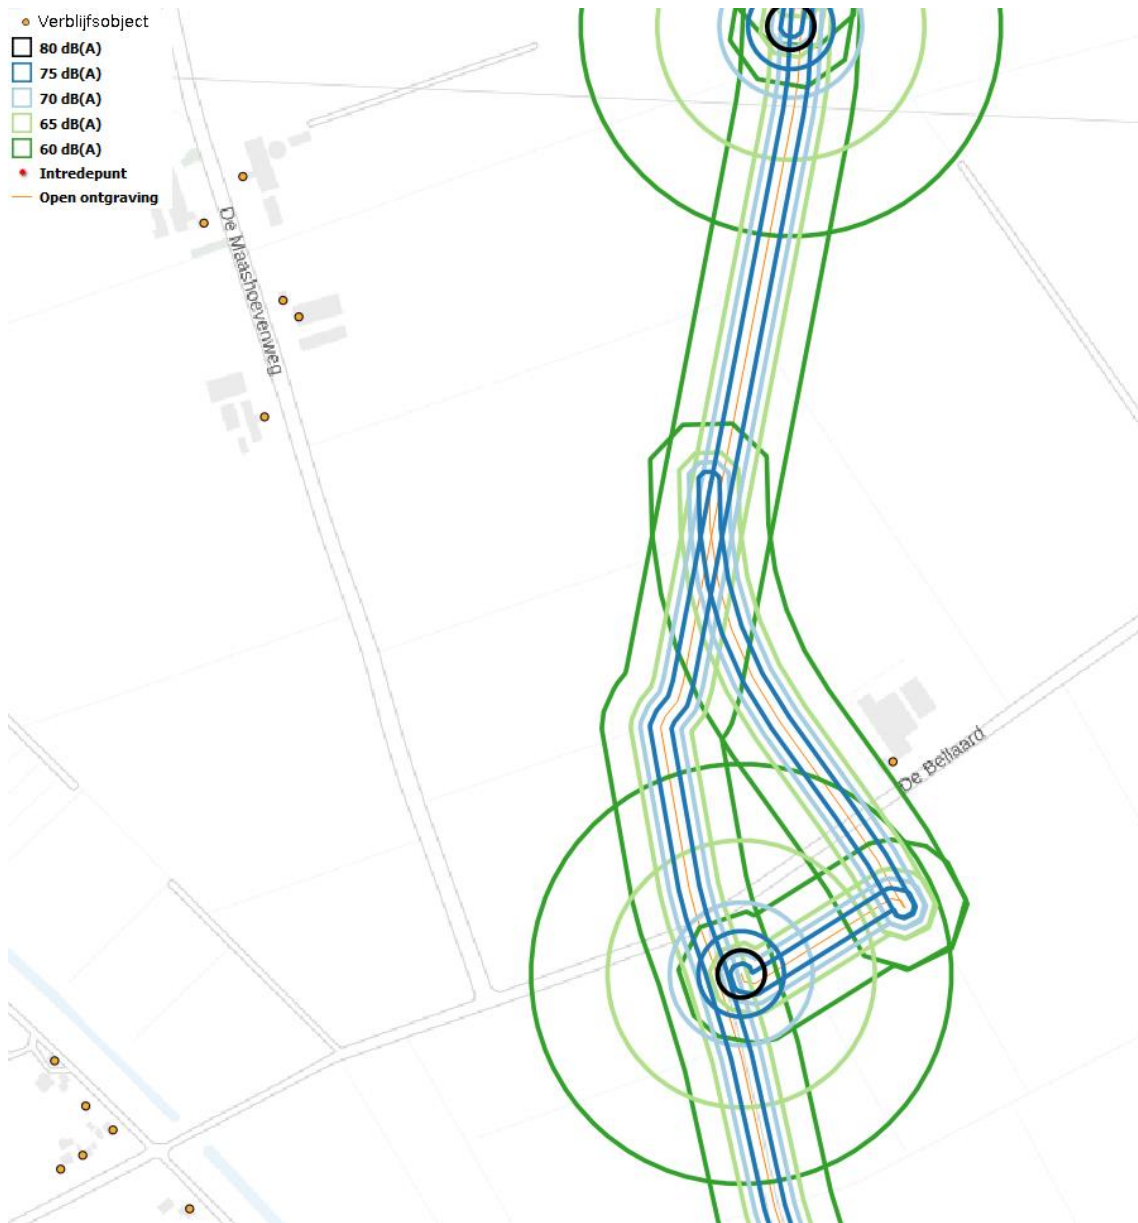 Verblijfsobject
80 dB(A)
75 dB(A)
70 dB(A)
65 dB(A)
60 dB(A)
Intredepunt
Open ontgraving
De Maashoevenweg
De Bellaard